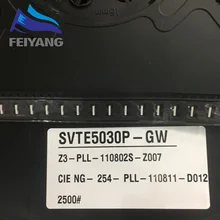 FEIYANG
SVTE5030P-GW
Z3-PLL-110802S-Z007
CIE NG-254-PLL-110811-D012
2500#